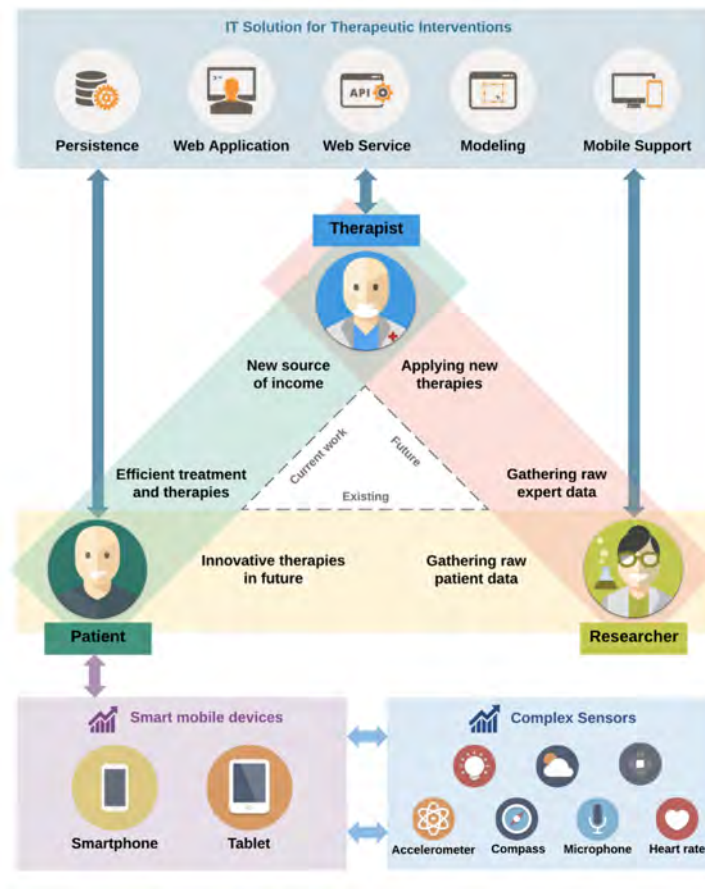 IT Solution for Therapeutic Interventions
API
Persistence
Web Application
Web Service
Modeling
Mobile Support
Therapist
New source
of income
Applying new
therapies
Current work
Future
Existing
Efficient treatment
and therapies
Gathering raw
expert data
Innovative therapies
in future
Gathering raw
patient data
Patient
Researcher
Smart mobile devices
Complex Sensors
Smartphone
Tablet
Accelerometer
Compass
Microphone
Heart rate